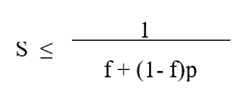 S ≤ 1
f + (1- f)p